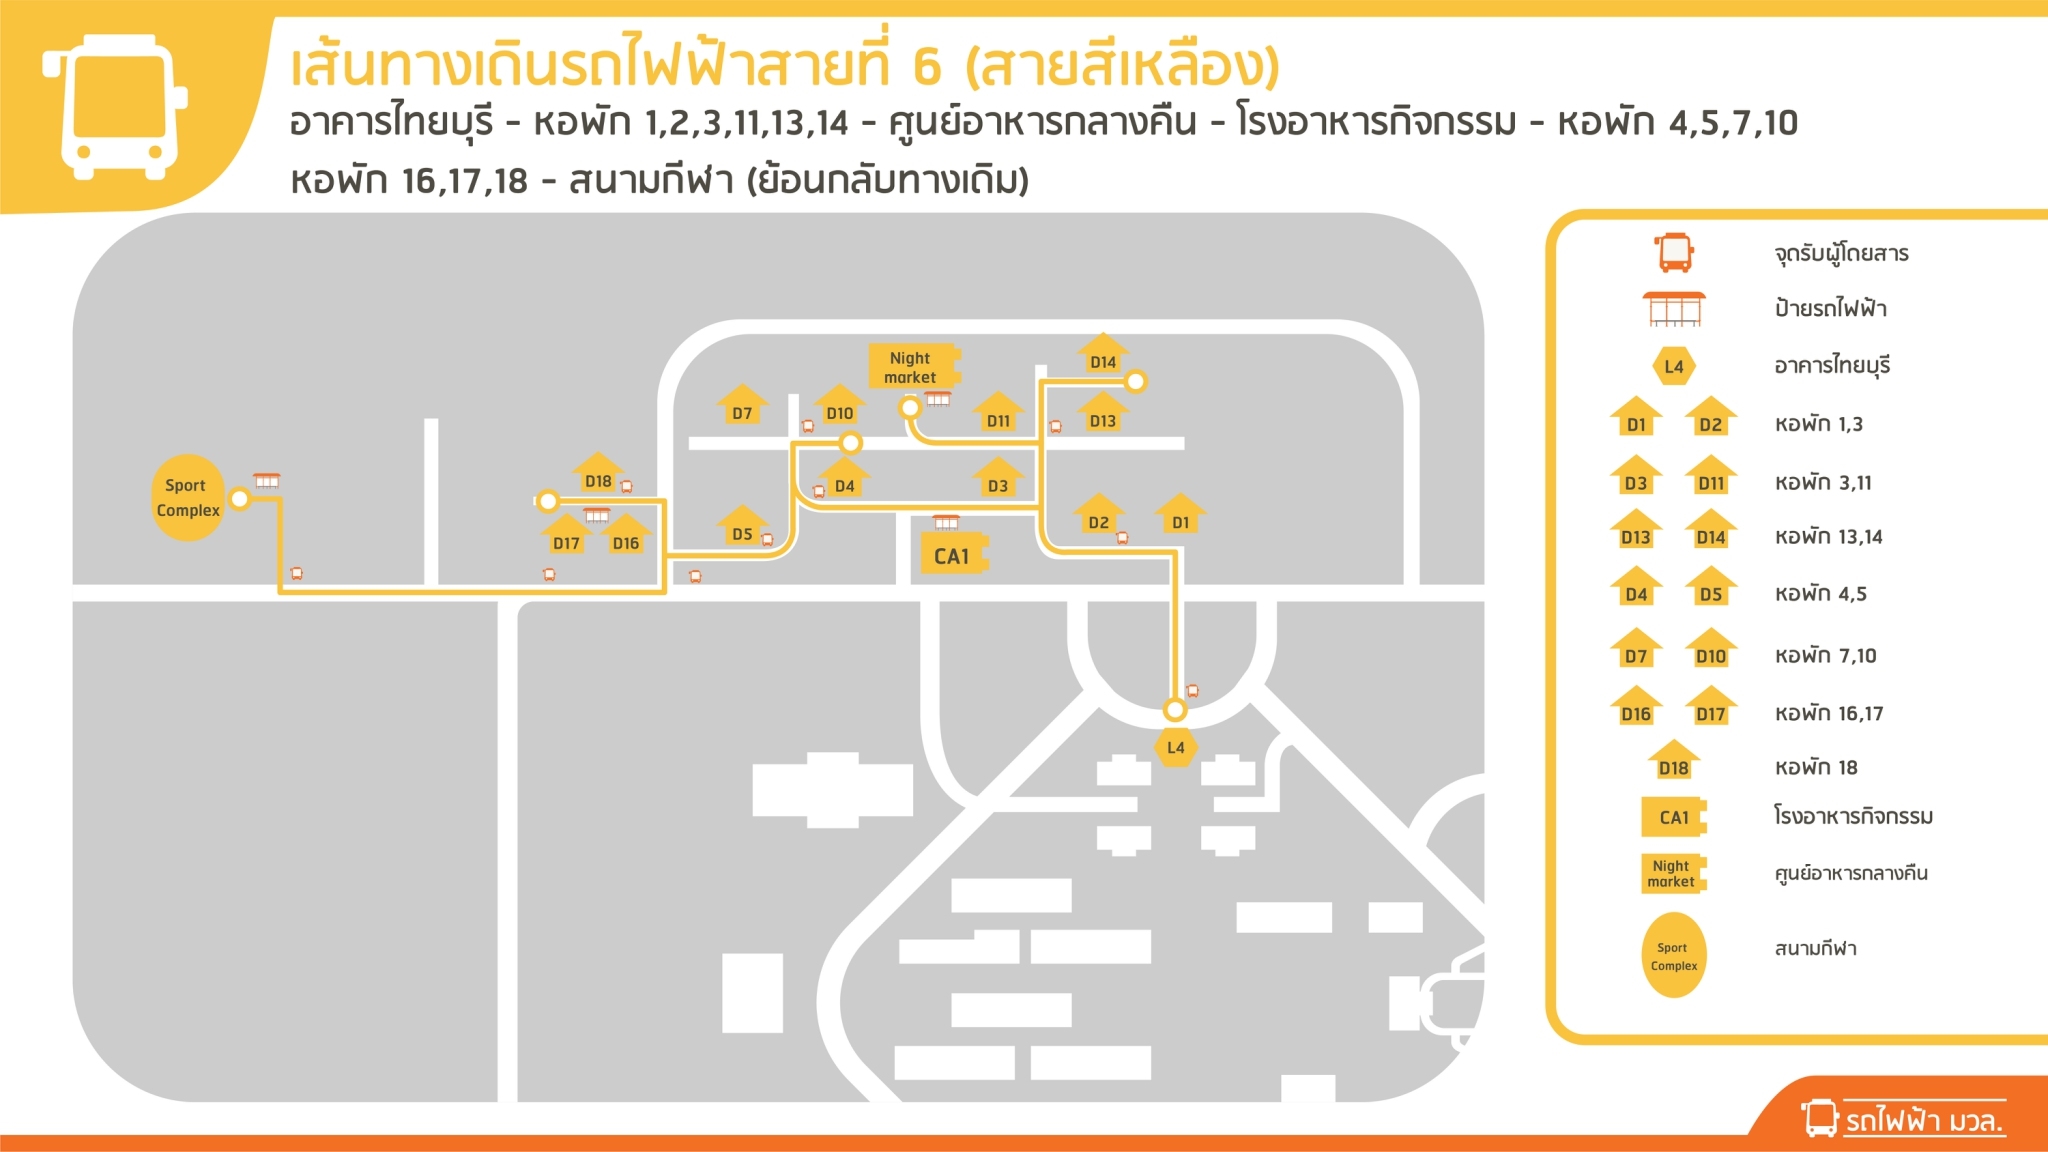 เส้นทางเดินรถไฟฟ้าสายที่ 6 (สายสีเหลือง)
อาคารไทยบุรี - หอพัก 1,2,3,11,13,14 - ศูนย์อาหารกลางคืน - โรงอาหารกิจกรรม - หอพัก 4,5,7,10
หอพัก 16,17,18 - สนามกีฬา (ย้อนกลับทางเดิม)
Night
market
D14
D7
D10
D11
D13
Sport
Complex
D18
D4
D3
D17
D16
D5
CA1
D2
D1
L4
จุดรับผู้โดยสาร
ป้ายรถไฟฟ้า
L4 อาคารไทยบุรี
D1 D2 หอพัก 1,3
D3 D11 หอพัก 3,11
D13 D14 หอพัก 13,14
D4 D5 หอพัก 4,5
D7 D10 หอพัก 7,10
D16 D17 หอพัก 16,17
D18 หอพัก 18
CA1 โรงอาหารกิจกรรม
Night
market ศูนย์อาหารกลางคืน
Sport
Complex สนามกีฬา
รถไฟฟ้า มวล.